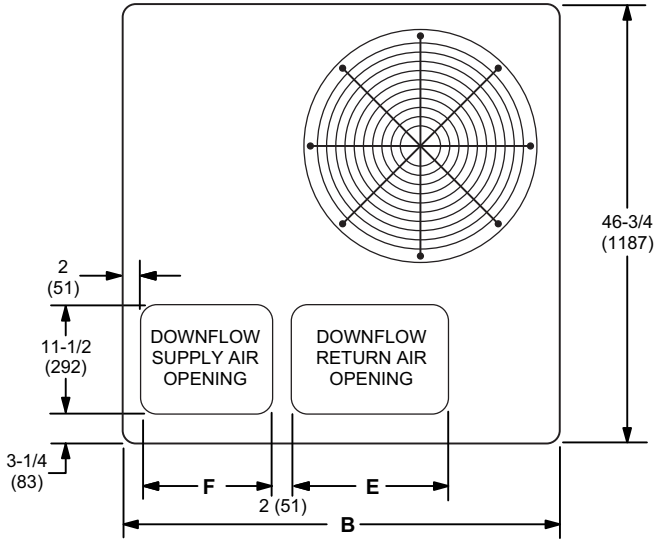 46-3/4
(1187)
2
(51)
11-1/2
(292)
DOWNFLOW
SUPPLY AIR
OPENING
DOWNFLOW
RETURN AIR
OPENING
3-1/4
(83)
F
2 (51)
E
B